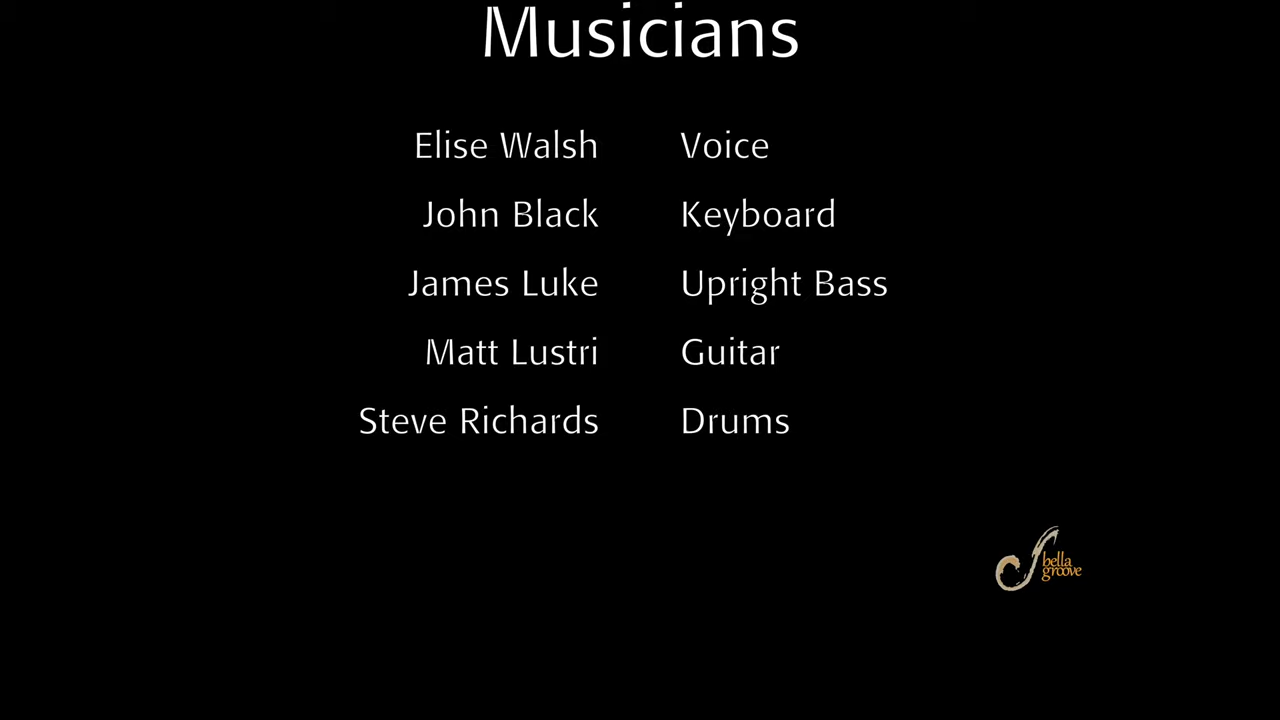 Musicians
Elise Walsh Voice
John Black Keyboard
James Luke Upright Bass
Matt Lustri Guitar
Steve Richards Drums
bella
groove